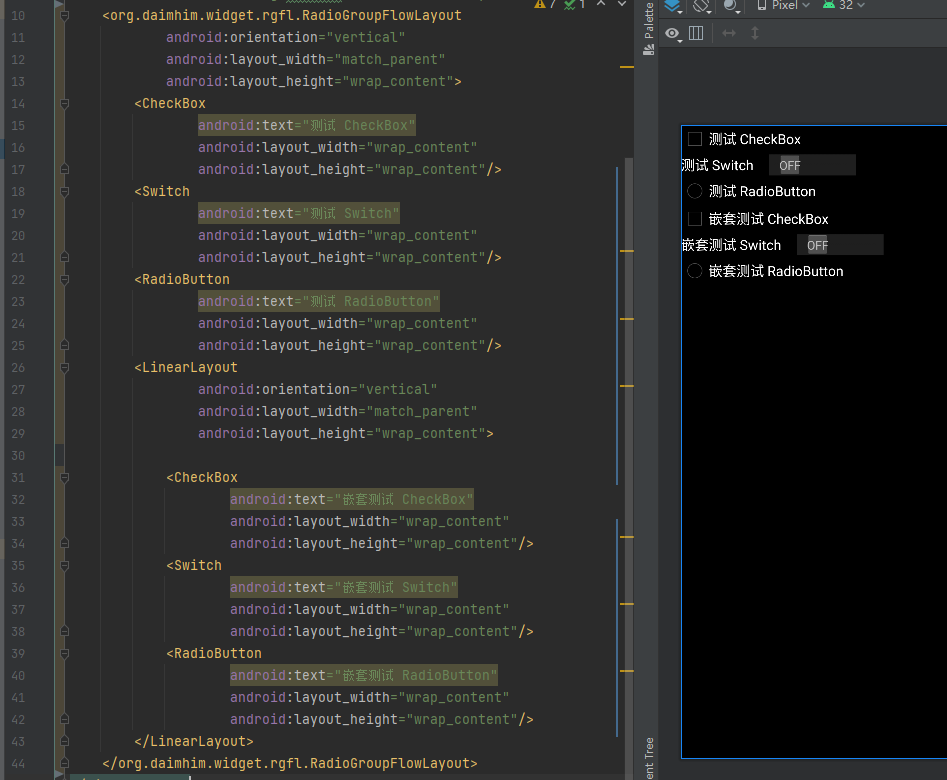 7 1
Palette
Pixel
32
10 <org.daimhim.widget.rgfl.RadioGroupFlowLayout
11 android:orientation="vertical"
12 android:layout_width="match_parent"
13 android:layout_height="wrap_content">
14 <CheckBox
15 android:text="测试 CheckBox"
16 android:layout_width="wrap_content"
17 android:layout_height="wrap_content"/>
18 <Switch
19 android:text="测试 Switch"
20 android:layout_width="wrap_content"
21 android:layout_height="wrap_content"/>
22 <RadioButton
23 android:text="测试 RadioButton"
24 android:layout_width="wrap_content"
25 android:layout_height="wrap_content"/>
26 <LinearLayout
27 android:orientation="vertical"
28 android:layout_width="match_parent"
29 android:layout_height="wrap_content">
30
31 <CheckBox
32 android:text="嵌套测试 CheckBox"
33 android:layout_width="wrap_content"
34 android:layout_height="wrap_content"/>
35 <Switch
36 android:text="嵌套测试 Switch"
37 android:layout_width="wrap_content"
38 android:layout_height="wrap_content"/>
39 <RadioButton
40 android:text="嵌套测试 RadioButton"
41 android:layout_width="wrap_content"
42 android:layout_height="wrap_content"/>
43 </LinearLayout>
44 </org.daimhim.widget.rgfl.RadioGroupFlowLayout>
测试 CheckBox
测试 Switch OFF
测试 RadioButton
嵌套测试 CheckBox
嵌套测试 Switch OFF
嵌套测试 RadioButton
ent Tree